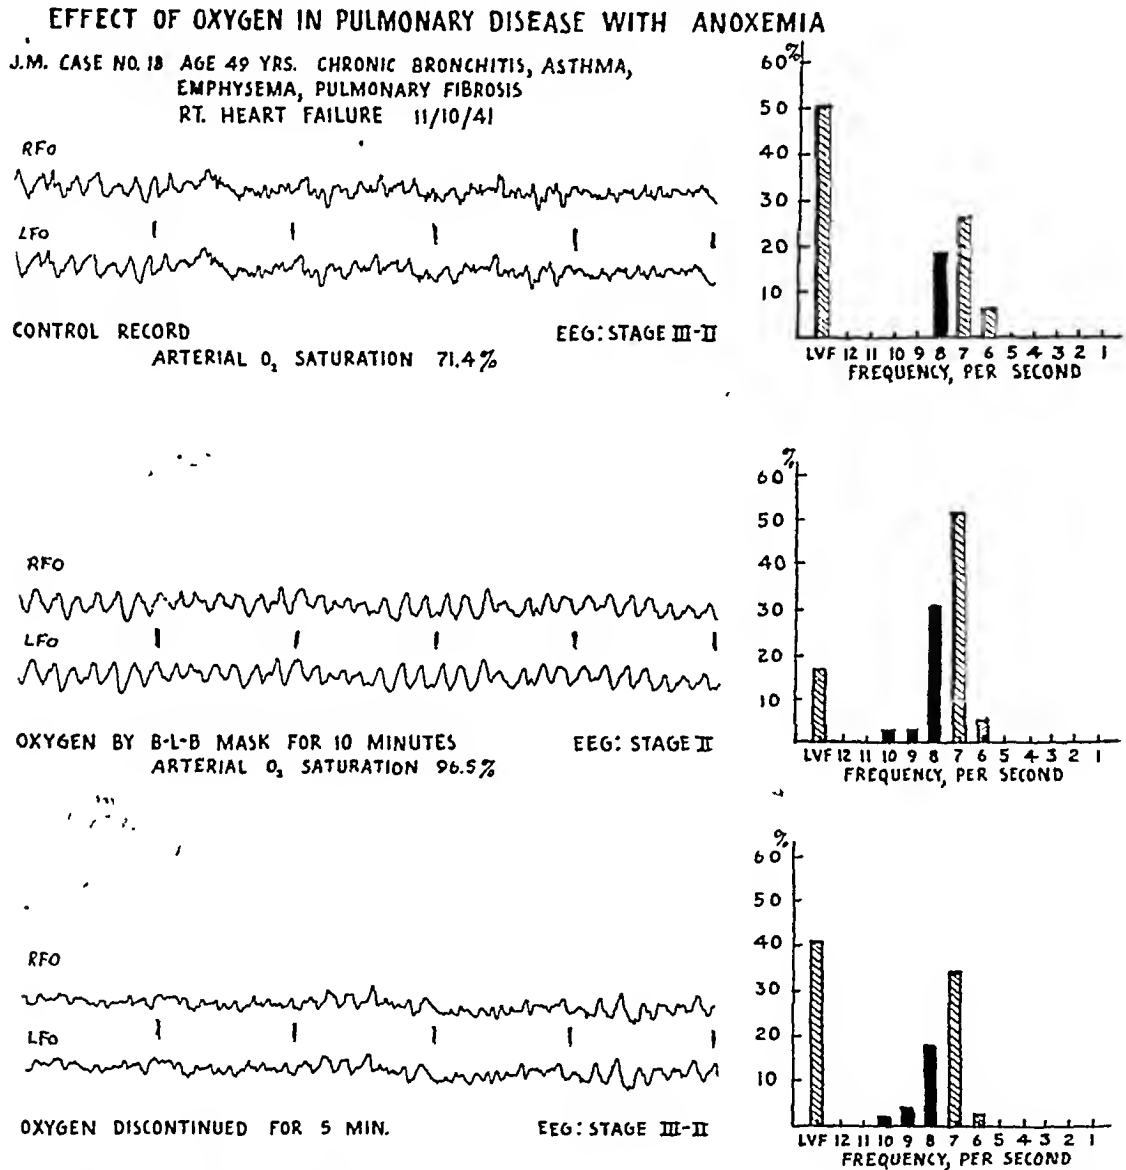 EFFECT OF OXYGEN IN PULMONARY DISEASE WITH ANOXEMIA
J.M. CASE NO. 18 AGE 49 YRS. CHRONIC BRONCHITIS, ASTHMA,
EMPHYSEMA, PULMONARY FIBROSIS
RT. HEART FAILURE 11/10/41
RFO
LFO
CONTROL RECORD EEG: STAGE III-II
ARTERIAL O₂ SATURATION 71.4%
%
60
50
40
30
20
10
LVF 12 11 10 9 8 7 6 5 4 3 2 1
FREQUENCY, PER SECOND
RFO
LFO
OXYGEN BY B-L-B MASK FOR 10 MINUTES EEG: STAGE II
ARTERIAL O₂ SATURATION 96.5%
%
60
50
40
30
20
10
LVF 12 11 10 9 8 7 6 5 4 3 2 1
FREQUENCY, PER SECOND
RFO
LFO
OXYGEN DISCONTINUED FOR 5 MIN. EEG: STAGE III-II
%
60
50
40
30
20
10
LVF 12 11 10 9 8 7 6 5 4 3 2 1
FREQUENCY, PER SECOND